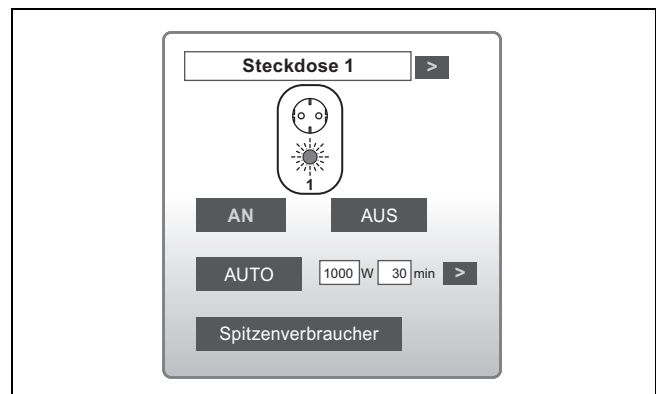 Steckdose 1 >
1
AN AUS
AUTO 1000 W 30 min >
Spitzenverbraucher